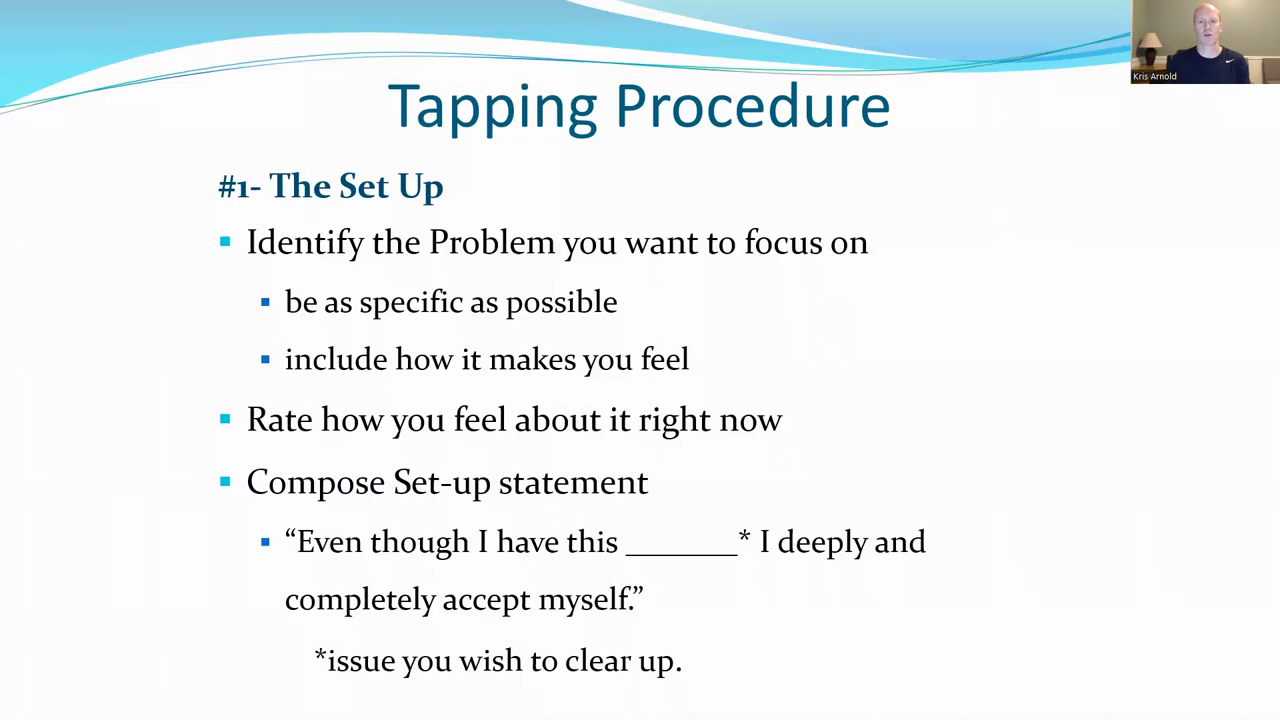 Kris Arnold
Tapping Procedure
#1- The Set Up
Identify the Problem you want to focus on
be as specific as possible
include how it makes you feel
Rate how you feel about it right now
Compose Set-up statement
“Even though I have this _______* I deeply and
completely accept myself.”
*issue you wish to clear up.